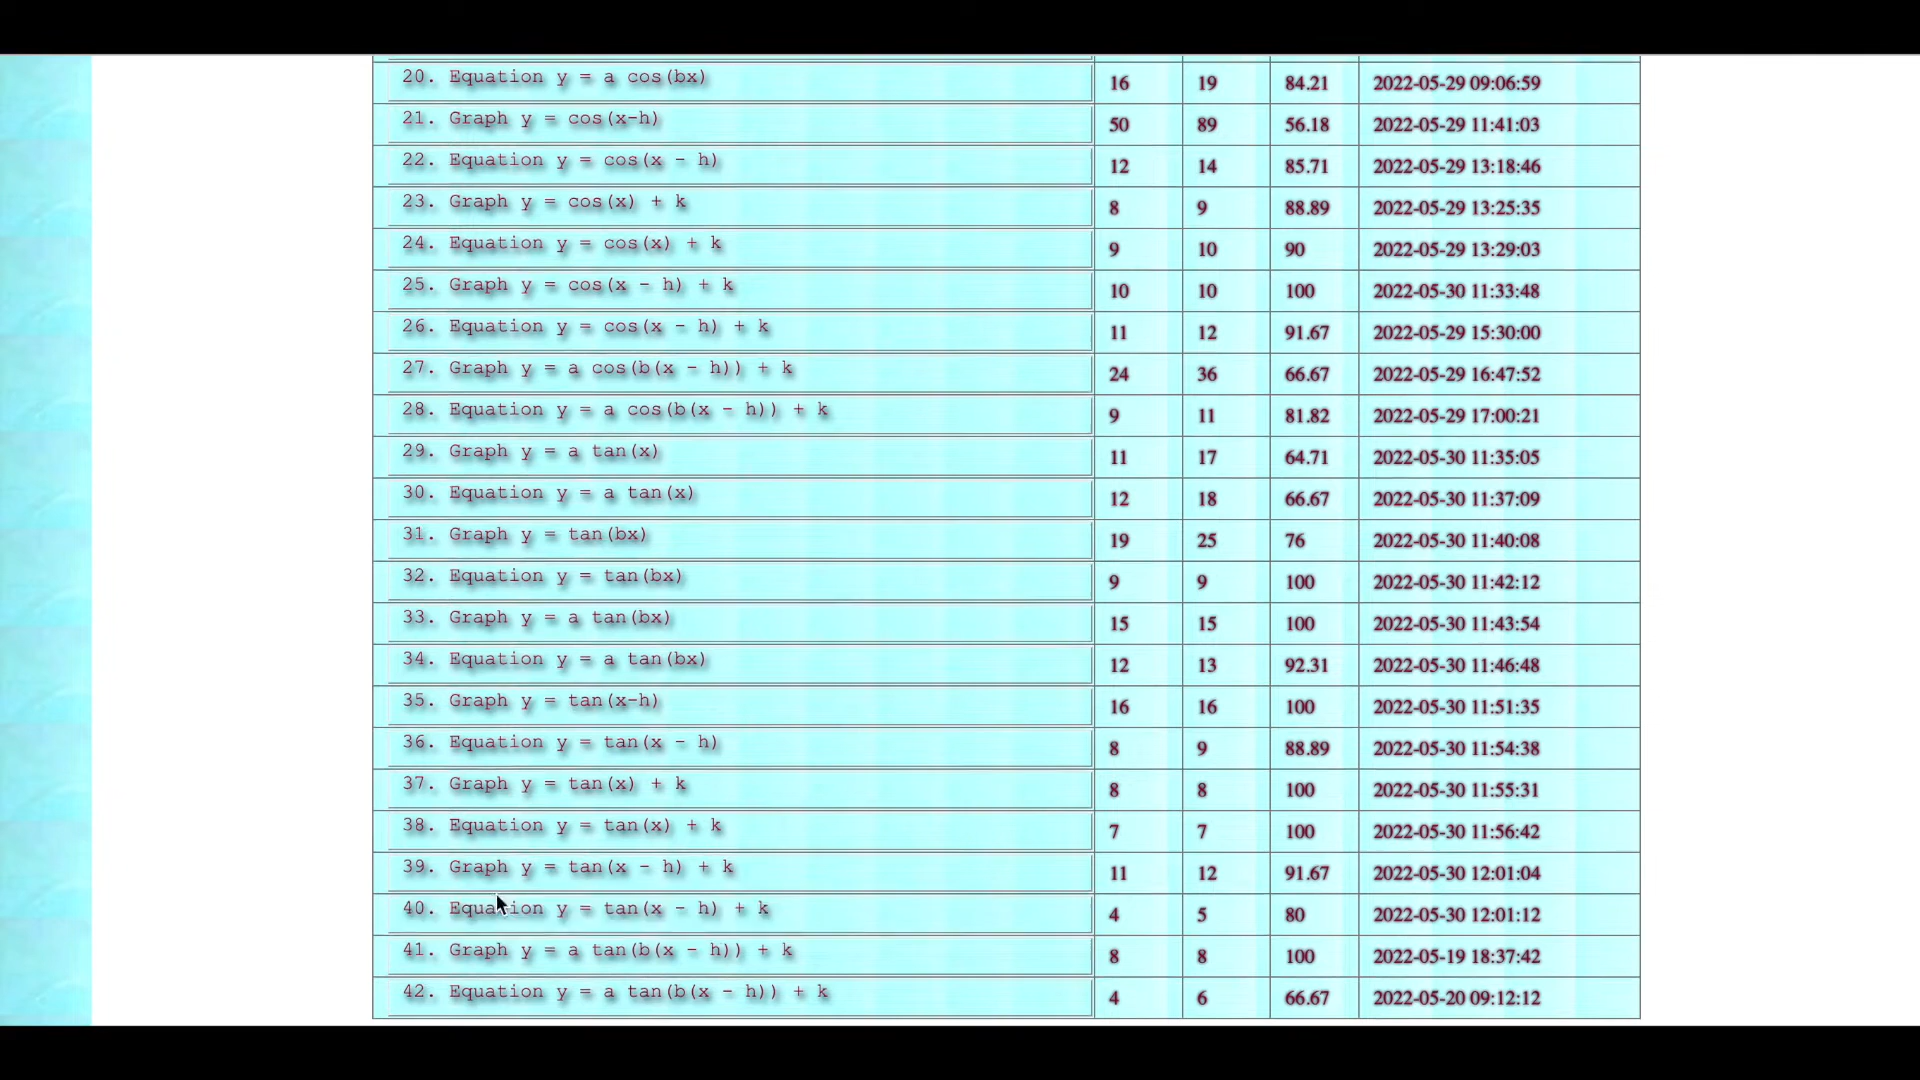 20. Equation y = a cos(bx) 16 19 84.21 2022-05-29 09:06:59
21. Graph y = cos(x-h) 50 89 56.18 2022-05-29 11:41:03
22. Equation y = cos(x - h) 12 14 85.71 2022-05-29 13:18:46
23. Graph y = cos(x) + k 8 9 88.89 2022-05-29 13:25:35
24. Equation y = cos(x) + k 9 10 90 2022-05-29 13:29:03
25. Graph y = cos(x - h) + k 10 10 100 2022-05-30 11:33:48
26. Equation y = cos(x - h) + k 11 12 91.67 2022-05-29 15:30:00
27. Graph y = a cos(b(x - h)) + k 24 36 66.67 2022-05-29 16:47:52
28. Equation y = a cos(b(x - h)) + k 9 11 81.82 2022-05-29 17:00:21
29. Graph y = a tan(x) 11 17 64.71 2022-05-30 11:35:05
30. Equation y = a tan(x) 12 18 66.67 2022-05-30 11:37:09
31. Graph y = tan(bx) 19 25 76 2022-05-30 11:40:08
32. Equation y = tan(bx) 9 9 100 2022-05-30 11:42:12
33. Graph y = a tan(bx) 15 15 100 2022-05-30 11:43:54
34. Equation y = a tan(bx) 12 13 92.31 2022-05-30 11:46:48
35. Graph y = tan(x-h) 16 16 100 2022-05-30 11:51:35
36. Equation y = tan(x - h) 8 9 88.89 2022-05-30 11:54:38
37. Graph y = tan(x) + k 8 8 100 2022-05-30 11:55:31
38. Equation y = tan(x) + k 7 7 100 2022-05-30 11:56:42
39. Graph y = tan(x - h) + k 11 12 91.67 2022-05-30 12:01:04
40. Equation y = tan(x - h) + k 4 5 80 2022-05-30 12:01:12
41. Graph y = a tan(b(x - h)) + k 8 8 100 2022-05-19 18:37:42
42. Equation y = a tan(b(x - h)) + k 4 6 66.67 2022-05-20 09:12:12